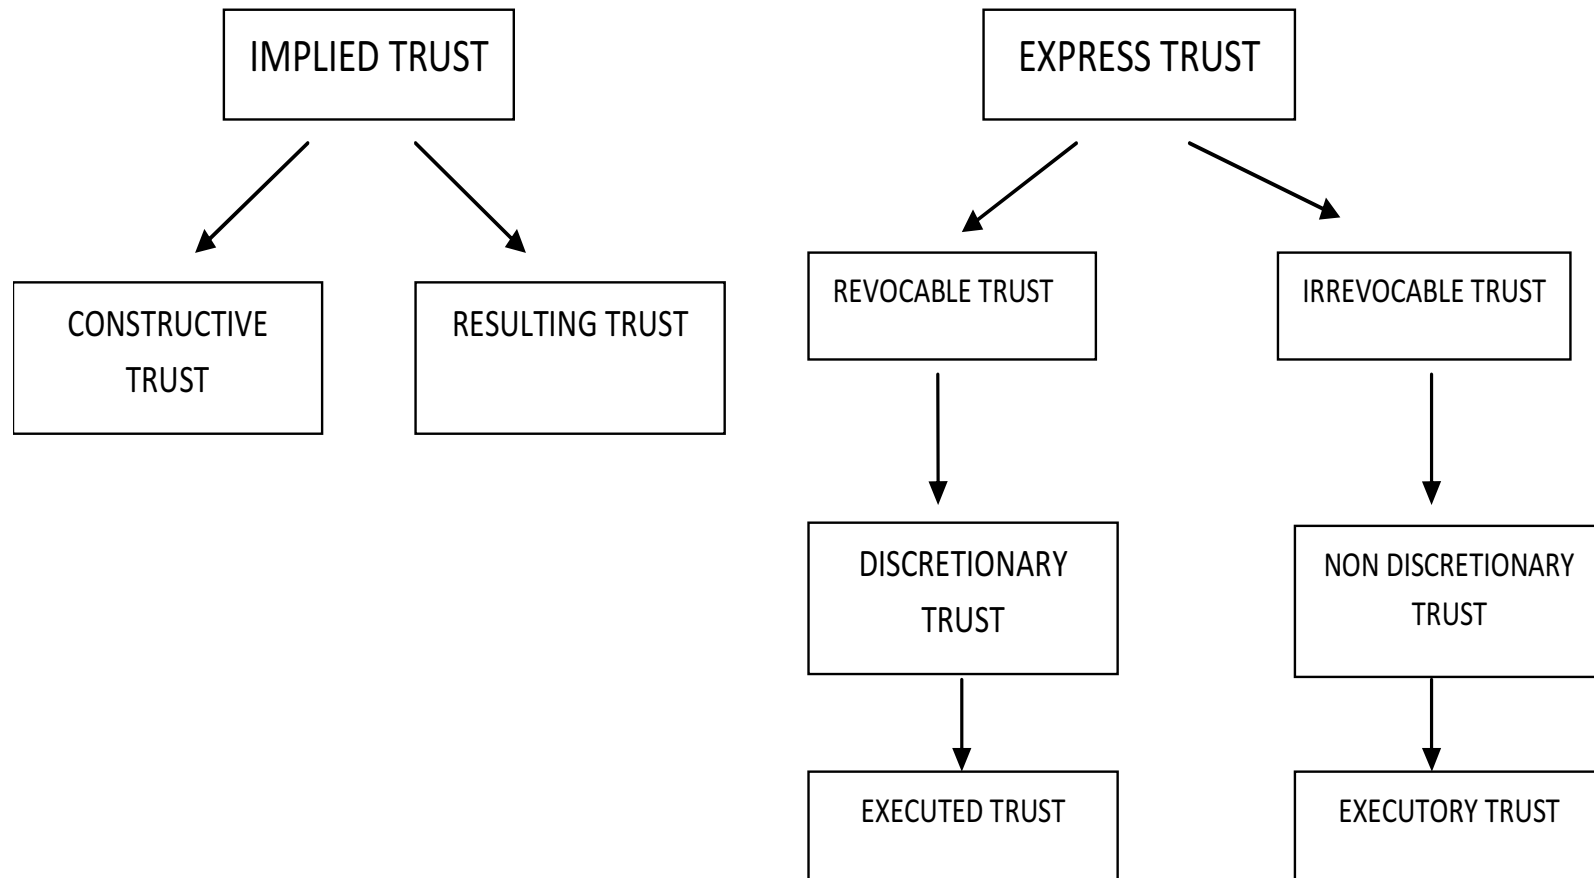 IMPLIED TRUST
EXPRESS TRUST
CONSTRUCTIVE
TRUST
RESULTING TRUST
REVOCABLE TRUST
IRREVOCABLE TRUST
DISCRETIONARY
TRUST
NON DISCRETIONARY
TRUST
EXECUTED TRUST
EXECUTORY TRUST